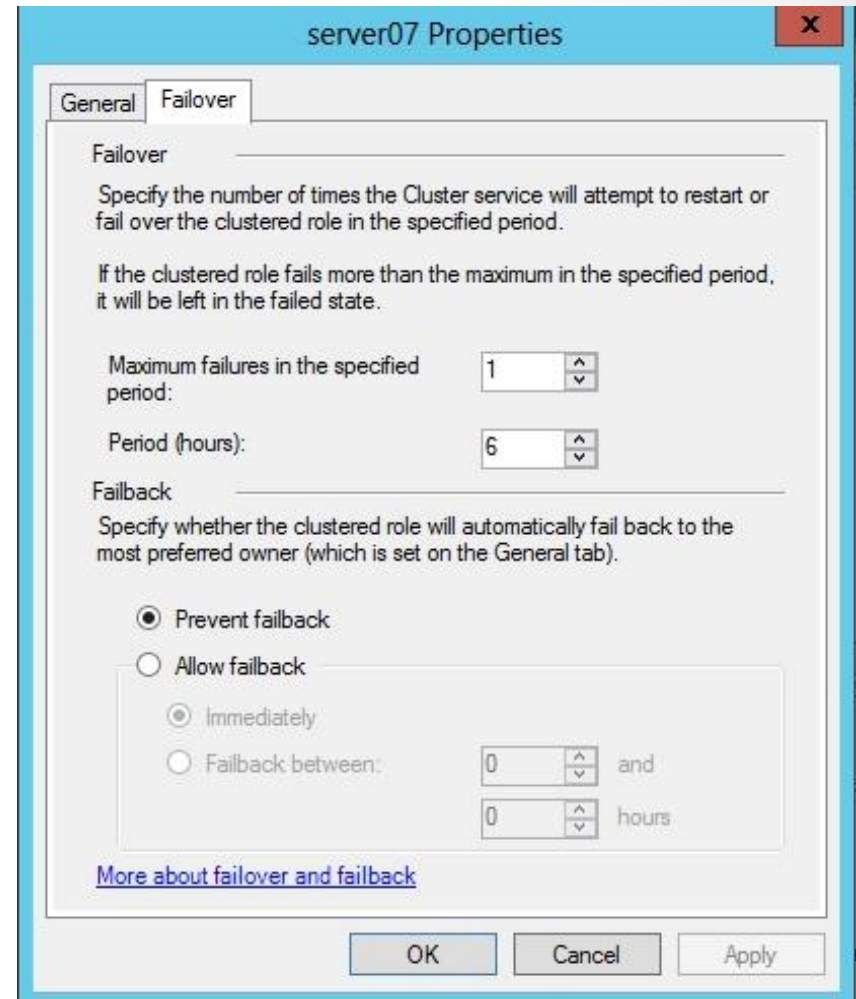 server07 Properties
x
General
Failover
Failover
Specify the number of times the Cluster service will attempt to restart or
fail over the clustered role in the specified period.
If the clustered role fails more than the maximum in the specified period,
it will be left in the failed state.
Maximum failures in the specified
period:
1
Period (hours):
6
Failback
Specify whether the clustered role will automatically fail back to the
most preferred owner (which is set on the General tab).
Prevent failback
Allow failback
Immediately
Failback between:
0
and
0
hours
More about failover and failback
OK
Cancel
Apply